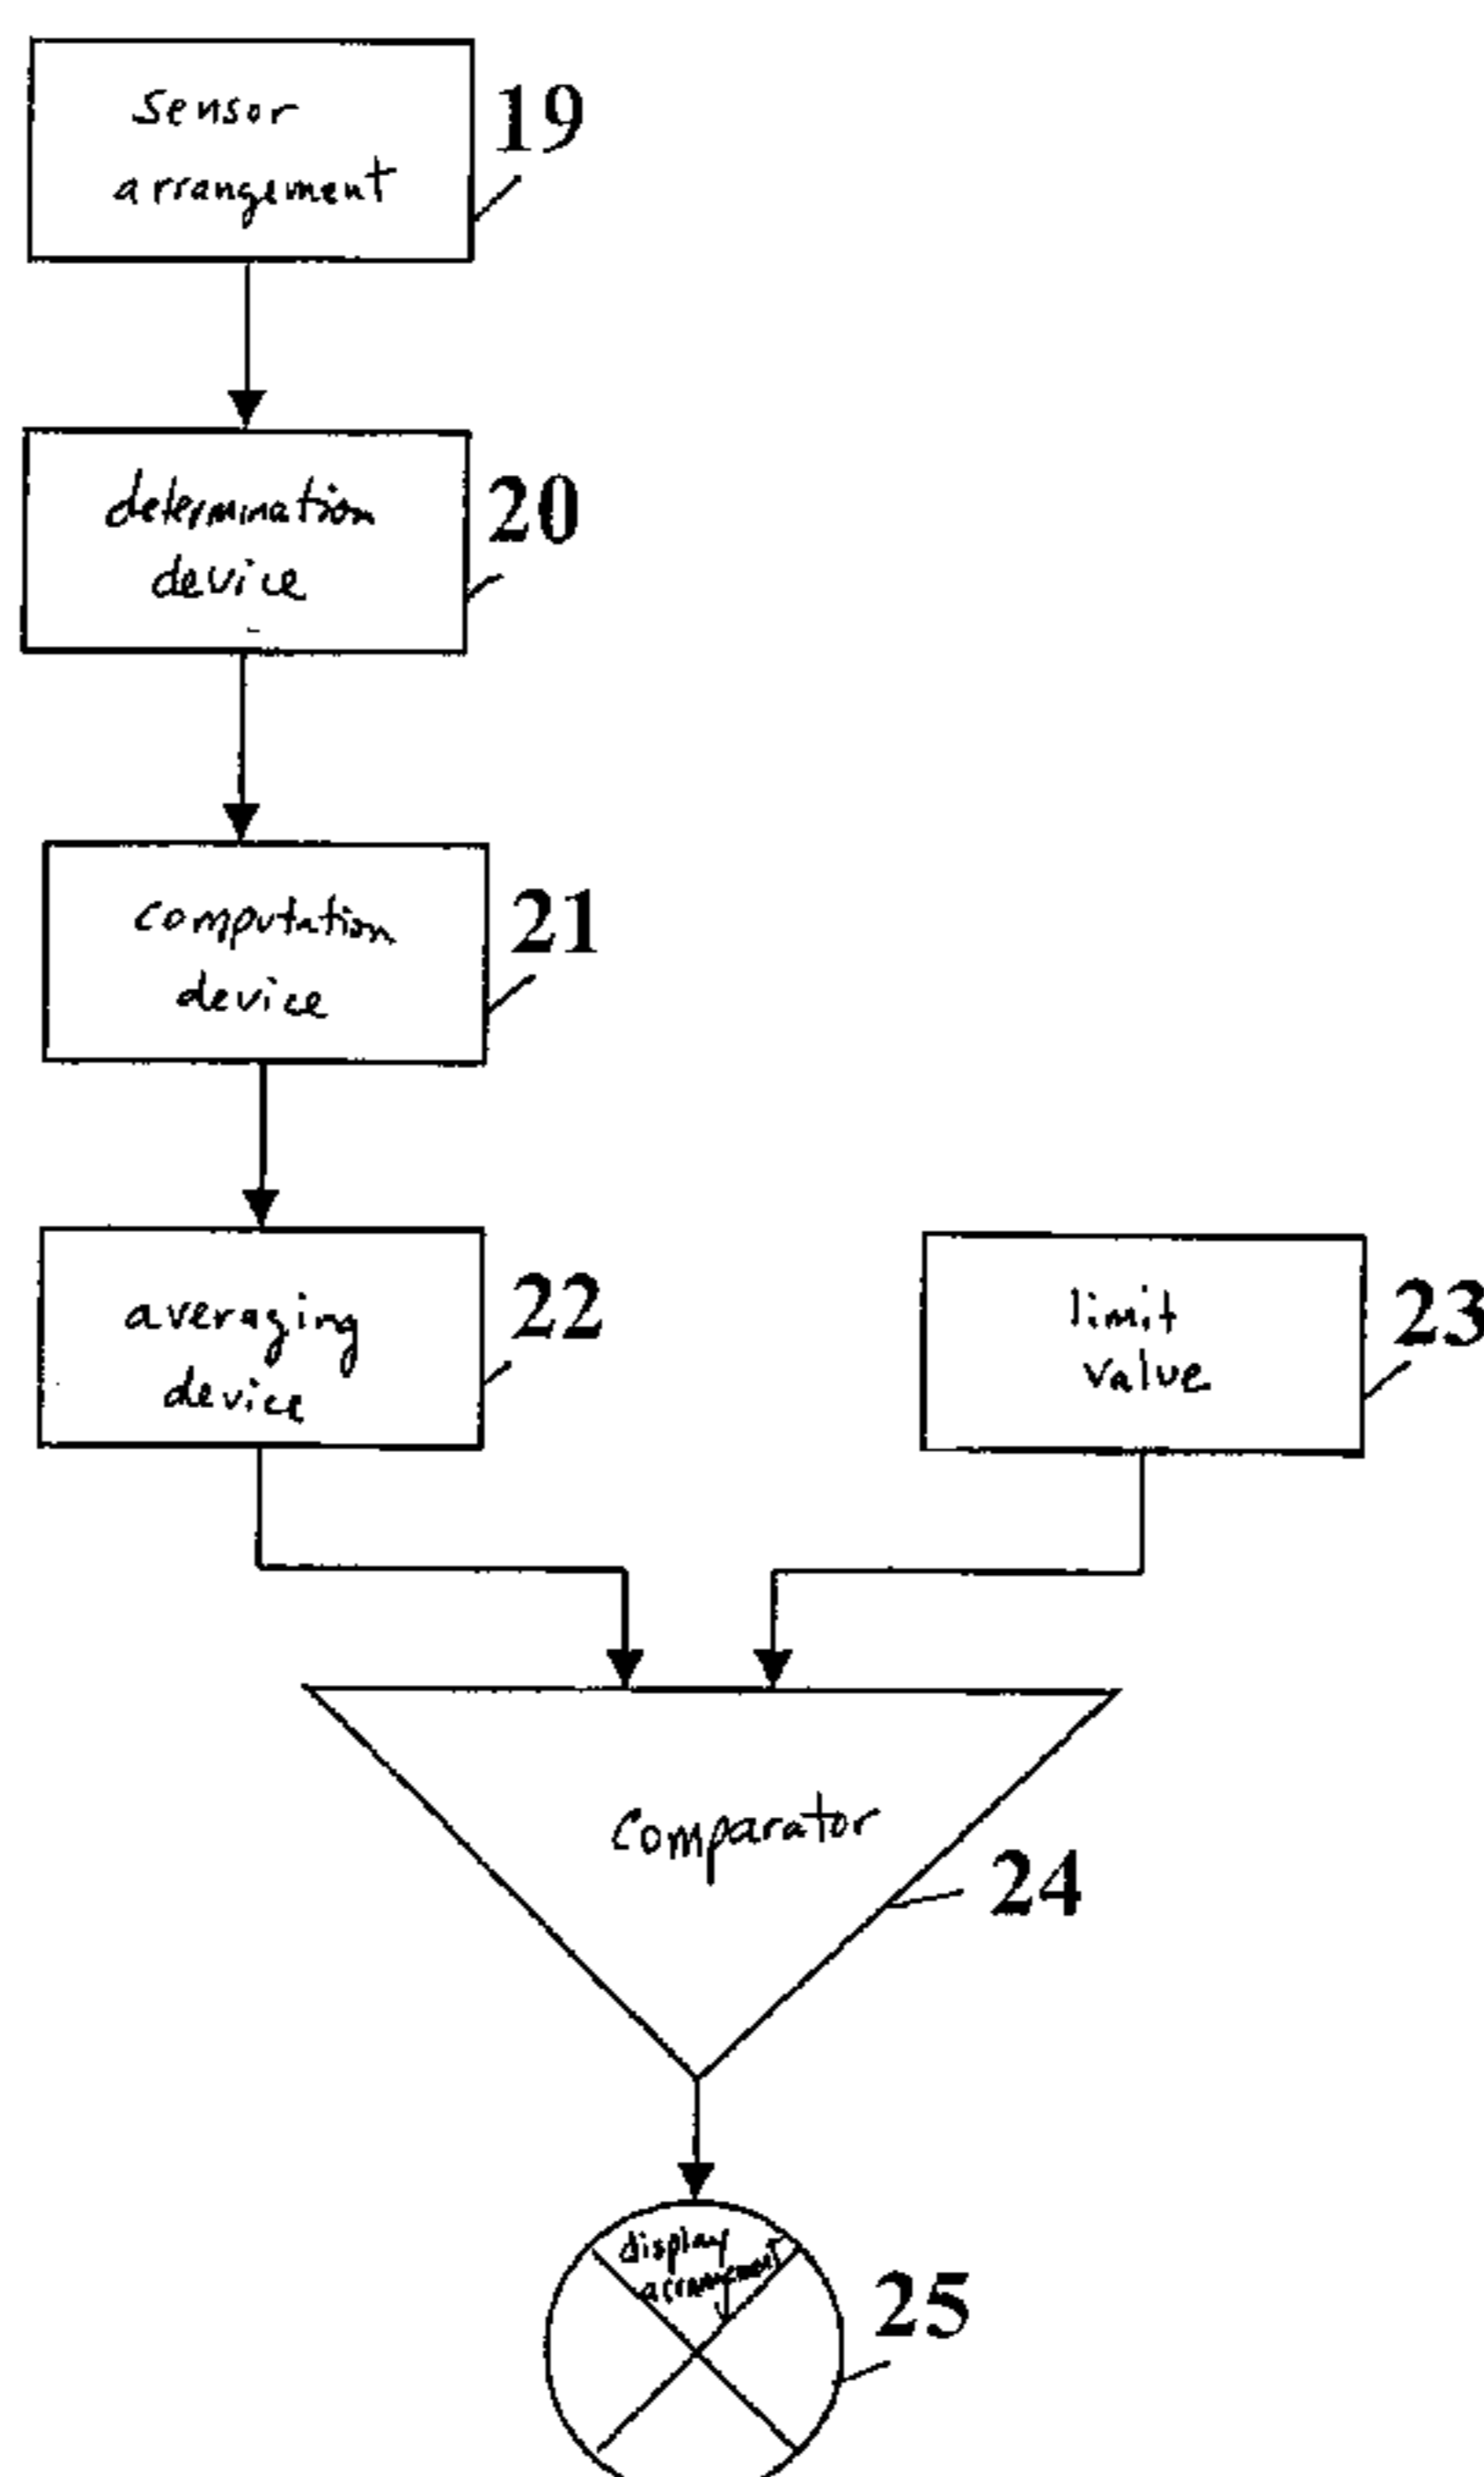 Sensor
arrangement
19
determination
device
20
computation
device
21
averaging
device
22
limit
value
23
Comparator
24
display
25